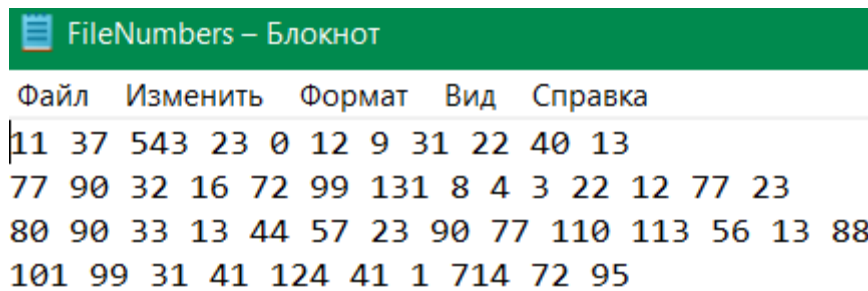 FileNumbers – Блокнот
Файл Изменить Формат Вид Справка
11 37 543 23 0 12 9 31 22 40 13
77 90 32 16 72 99 131 8 4 3 22 12 77 23
80 90 33 13 44 57 23 90 77 110 113 56 13 88
101 99 31 41 124 41 1 714 72 95